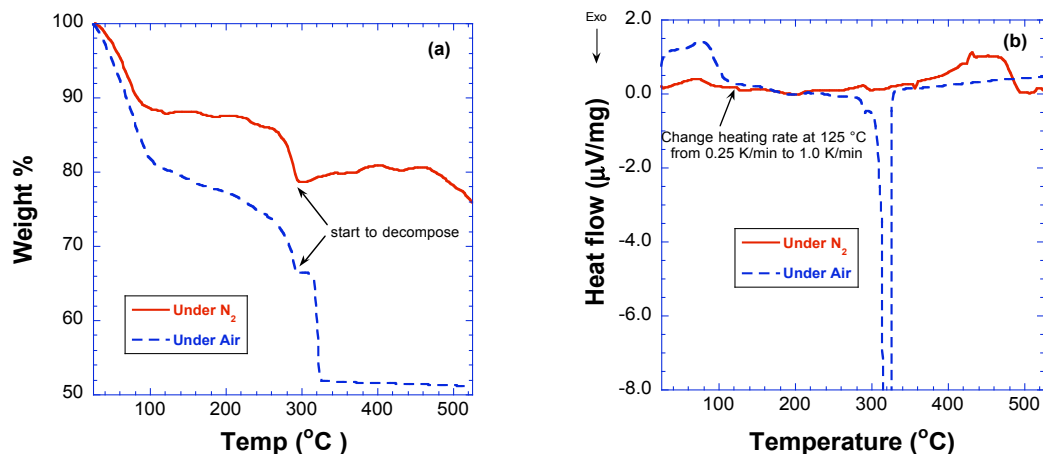 (a)
100
90
80
70
60
50
Weight %
start to decompose
Under N2
Under Air
100
200
300
400
500
Temp (°C )
Exo
(b)
2.0
0.0
-2.0
-4.0
-6.0
-8.0
Heat flow (µV/mg)
Change heating rate at 125 °C
from 0.25 K/min to 1.0 K/min
Under N2
Under Air
100
200
300
400
500
Temperature (°C)